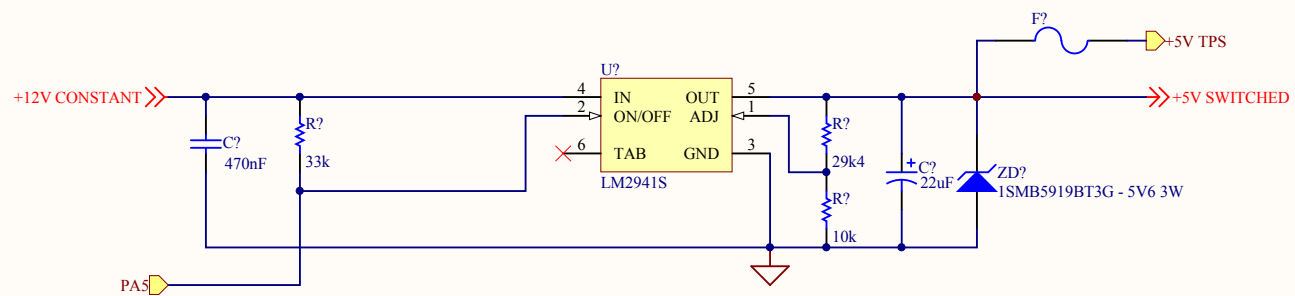 F?
+5V TPS
U?
+12V CONSTANT
4
IN
OUT
5
+5V SWITCHED
2
ON/OFF
ADJ
1
R?
R?
C?
470nF
33k
6
TAB
GND
3
29k4
LM2941S
C?
22uF
ZD?
1SMB5919BT3G - 5V6 3W
R?
10k
PA5